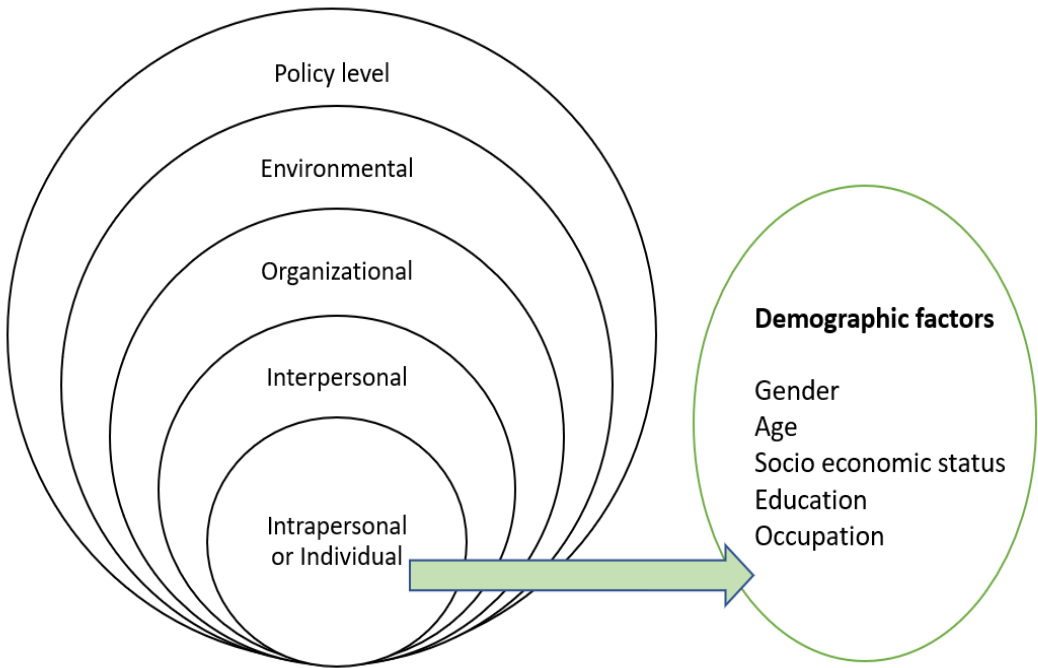 Policy level
Environmental
Organizational
Interpersonal
Intrapersonal
or Individual
Demographic factors
Gender
Age
Socio economic status
Education
Occupation